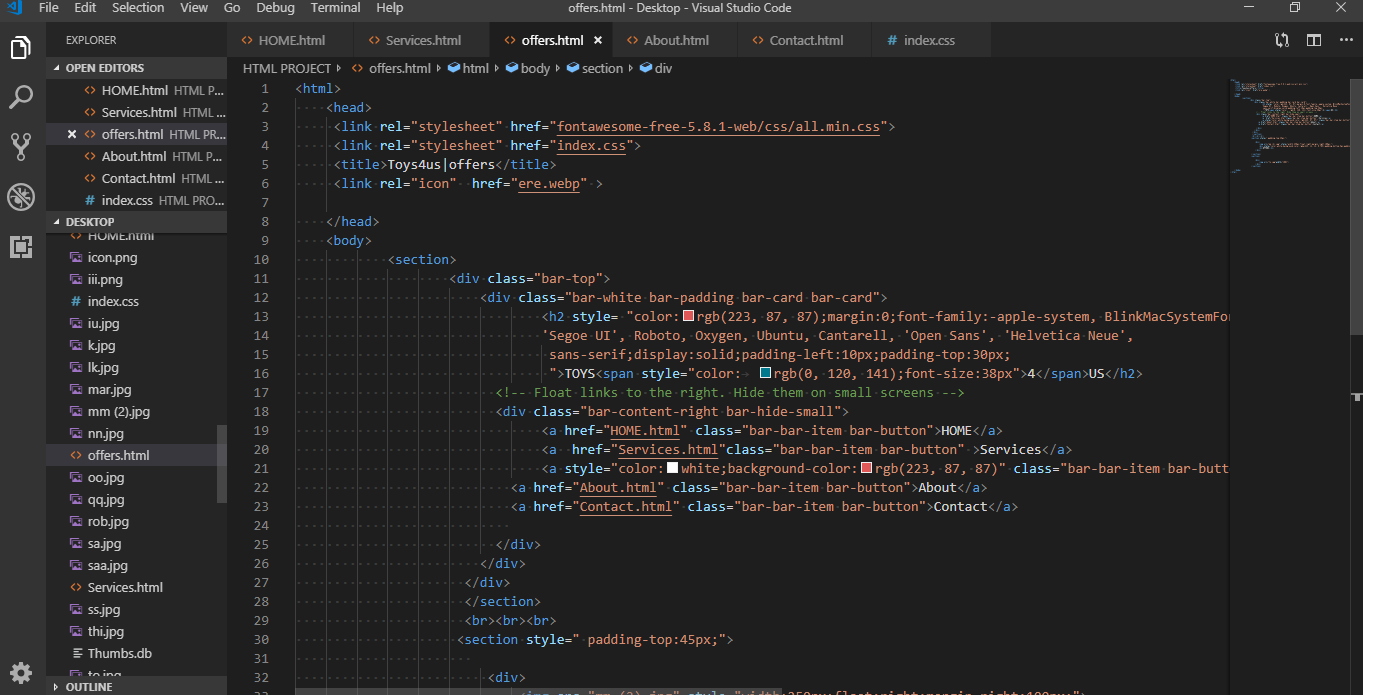 File Edit Selection View Go Debug Terminal Help offers.html - Desktop - Visual Studio Code
EXPLORER
OPEN EDITORS
HOME.html HTML P...
Services.html HTML ...
offers.html HTML PR...
About.html HTML P...
Contact.html HTML ...
index.css HTML PRO...
DESKTOP
HOME.html
icon.png
iii.png
index.css
iu.jpg
k.jpg
lk.jpg
mar.jpg
mm (2).jpg
nn.jpg
offers.html
oo.jpg
qq.jpg
rob.jpg
sa.jpg
saa.jpg
Services.html
ss.jpg
thi.jpg
Thumbs.db
OUTLINE
HOME.html Services.html offers.html About.html Contact.html index.css
HTML PROJECT offers.html html body section div
1 <html>
2 <head>
3 <link rel="stylesheet" href="fontawesome-free-5.8.1-web/css/all.min.css">
4 <link rel="stylesheet" href="index.css">
5 <title>Toys4us|offers</title>
6 <link rel="icon"  href="ere.webp" >
7
8 </head>
9 <body>
10 <section>
11 <div class="bar-top">
12 <div class="bar-white bar-padding bar-card bar-card">
13 <h2 style= "color:rgb(223, 87, 87);margin:0;font-family:-apple-system, BlinkMacSystemFo
14 'Segoe UI', Roboto, Oxygen, Ubuntu, Cantarell, 'Open Sans', 'Helvetica Neue',
15 sans-serif;display:solid;padding-left:10px;padding-top:30px;
16 ">TOYS<span style="color: rgb(0, 120, 141);font-size:38px">4</span>US</h2>
17 <!-- Float links to the right. Hide them on small screens -->
18 <div class="bar-content-right bar-hide-small">
19 <a href="HOME.html" class="bar-bar-item bar-button">HOME</a>
20 <a  href="Services.html"class="bar-bar-item bar-button" >Services</a>
21 <a style="color:white;background-color:rgb(223, 87, 87)" class="bar-bar-item bar-butt
22 <a href="About.html" class="bar-bar-item bar-button">About</a>
23 <a href="Contact.html" class="bar-bar-item bar-button">Contact</a>
24
25 </div>
26 </div>
27 </div>
28 </section>
29 <br><br><br>
30 <section style=" padding-top:45px;">
31
32 <div>
33 <img src="mm (2).jpg" style="width:250px;float:right;margin-right:100px;">